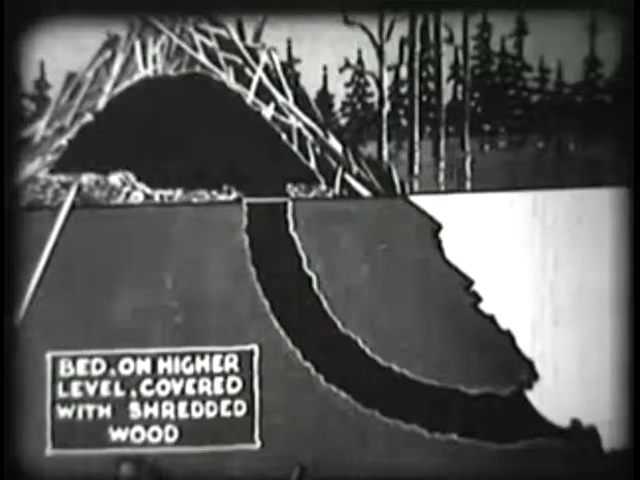 BED. ON HIGHER
LEVEL. COVERED
WITH SHREDDED
WOOD